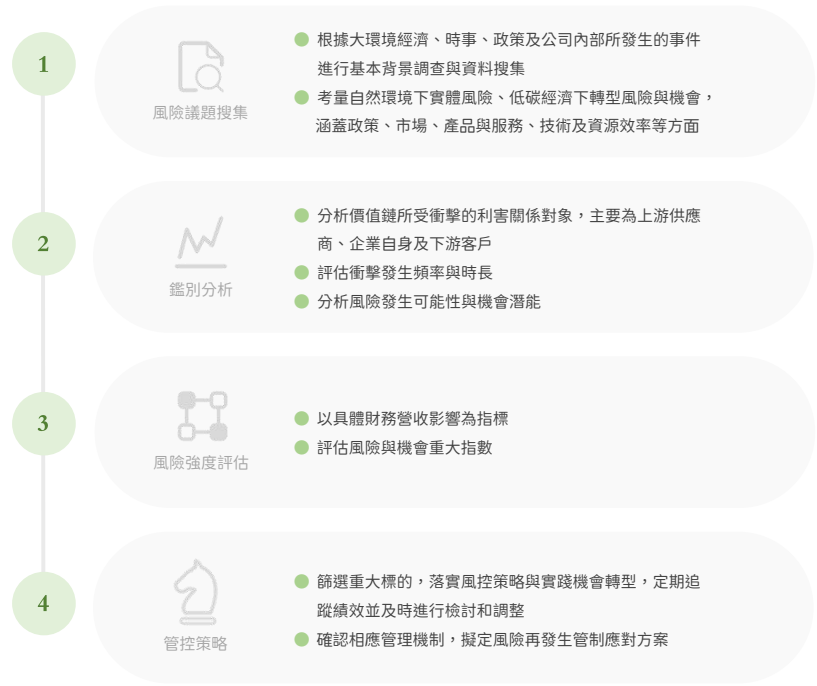 1
風險議題搜集
根據大環境經濟、時事、政策及公司內部所發生的事件
進行基本背景調查與資料搜集
考量自然環境下實體風險、低碳經濟下轉型風險與機會，
涵蓋政策、市場、產品與服務、技術及資源效率等方面
2
鑑別分析
分析價值鏈所受衝擊的利害關係對象，主要為上游供應
商、企業自身及下游客戶
評估衝擊發生頻率與時長
分析風險發生可能性與機會潛能
3
風險強度評估
以具體財務營收影響為指標
評估風險與機會重大指數
4
管控策略
篩選重大標的，落實風控策略與實踐機會轉型，定期追
蹤績效並及時進行檢討和調整
確認相應管理機制，擬定風險再發生管制應對方案